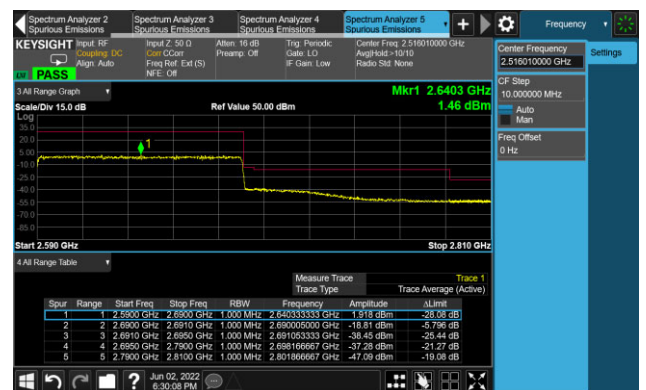 Spectrum Analyzer 2 Spectrum Analyzer 3 Spectrum Analyzer 4 Spectrum Analyzer 5 Frequency
Spurious Emissions Spurious Emissions Spurious Emissions Spurious Emissions
KEYSIGHT Input: RF Input Z: 50 Ω Atten: 16 dB Trig: Periodic Center Freq: 2.516010000 GHz
Coupling: DC Corr CCorr Preamp: Off Gate: LO Avg|Hold:>10/10
Align: Auto Freq Ref: Ext (S) IF Gain: Low Radio Std: None
PASS NFE: Off
Center Frequency
2.516010000 GHz
Settings
CF Step
10.000000 MHz
Auto
Man
Freq Offset
0 Hz
3 All Range Graph Mkr1 2.6403 GHz
Scale/Div 15.0 dB Ref Value 50.00 dBm 1.46 dBm
Log
35.0
20.0
5.00
-10.0
-25.0
-40.0
-55.0
-70.0
-85.0
1
Start 2.590 GHz Stop 2.810 GHz
4 All Range Table
Measure Trace Trace 1
Trace Type Trace Average (Active)
Spur Range Start Freq Stop Freq RBW Frequency Amplitude ΔLimit
1 1 2.5900 GHz 2.6900 GHz 1.000 MHz 2.640333333 GHz 1.918 dBm -28.08 dB
2 2 2.6900 GHz 2.6910 GHz 1.000 MHz 2.690005000 GHz -18.81 dBm -5.796 dB
3 3 2.6910 GHz 2.6950 GHz 1.000 MHz 2.691053333 GHz -38.45 dBm -25.44 dB
4 4 2.6950 GHz 2.7900 GHz 1.000 MHz 2.698166667 GHz -37.28 dBm -21.27 dB
5 5 2.7900 GHz 2.8100 GHz 1.000 MHz 2.801866667 GHz -47.09 dBm -19.08 dB
Jun 02, 2022
6:30:08 PM